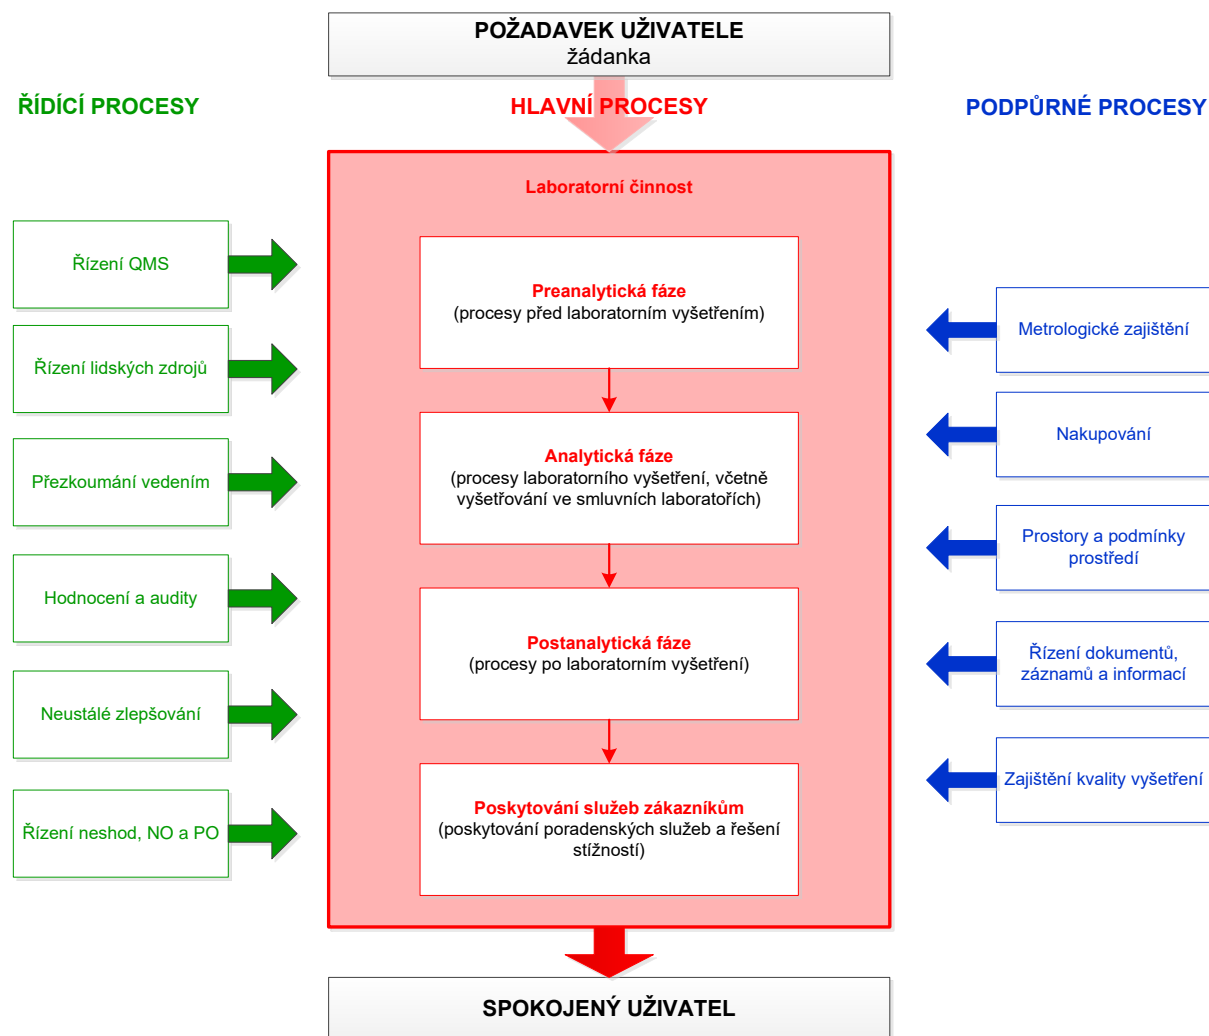 POŽADAVEK UŽIVATELE
žádanka
ŘÍDÍCÍ PROCESY
HLAVNÍ PROCESY
PODPŮRNÉ PROCESY
Laboratorní činnost
Řízení QMS
Řízení lidských zdrojů
Přezkoumání vedením
Hodnocení a audity
Neustálé zlepšování
Řízení neshod, NO a PO
Preanalytická fáze
(procesy před laboratorním vyšetřením)
Analytická fáze
(procesy laboratorního vyšetření, včetně
vyšetřování ve smluvních laboratořích)
Postanalytická fáze
(procesy po laboratorním vyšetření)
Poskytování služeb zákazníkům
(poskytování poradenských služeb a řešení
stížností)
Metrologické zajištění
Nakupování
Prostory a podmínky
prostředí
Řízení dokumentů,
záznamů a informací
Zajištění kvality vyšetření
SPOKOJENÝ UŽIVATEL